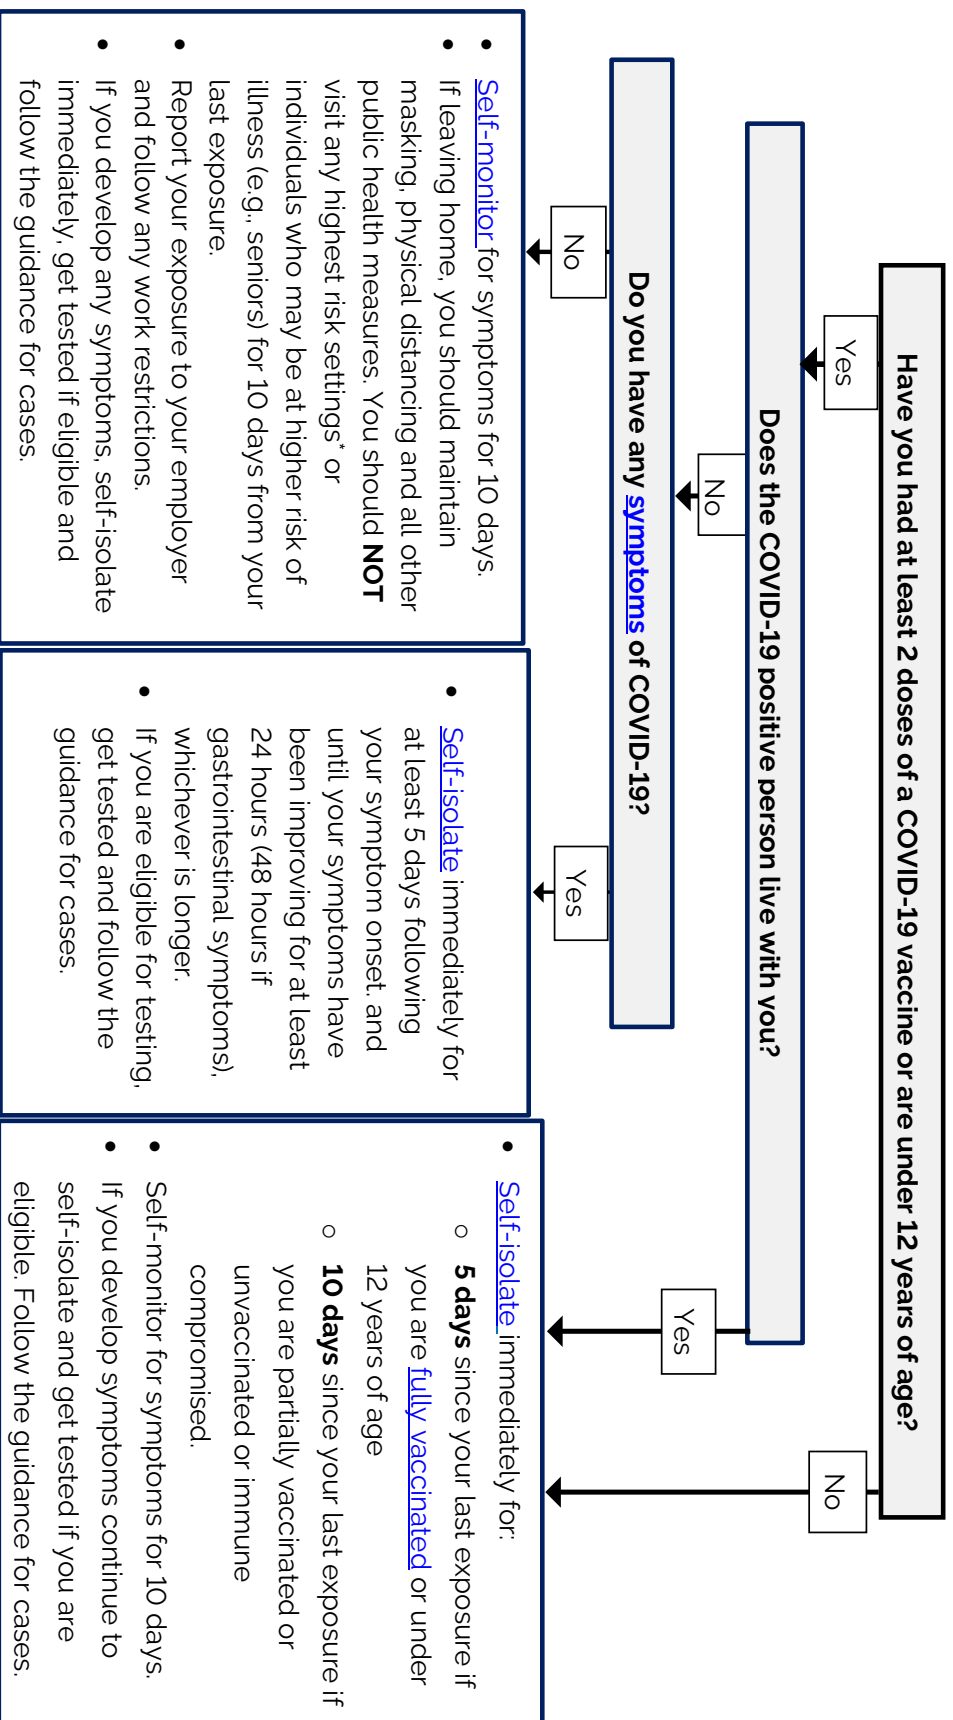 Have you had at least 2 doses of a COVID-19 vaccine or are under 12 years of age?
Yes
No
Does the COVID-19 positive person live with you?
No
Yes
Do you have any symptoms of COVID-19?
No
Yes
• Self-monitor for symptoms for 10 days.
• If leaving home, you should maintain
masking, physical distancing and all other
public health measures. You should NOT
visit any highest risk settings* or
individuals who may be at higher risk of
illness (e.g., seniors) for 10 days from your
last exposure.
• Report your exposure to your employer
and follow any work restrictions.
• If you develop any symptoms, self-isolate
immediately, get tested if eligible and
follow the guidance for cases.
• Self-isolate immediately for
at least 5 days following
your symptom onset. and
until your symptoms have
been improving for at least
24 hours (48 hours if
gastrointestinal symptoms),
whichever is longer.
• If you are eligible for testing,
get tested and follow the
guidance for cases.
• Self-isolate immediately for:
○ 5 days since your last exposure if
you are fully vaccinated or under
12 years of age
○ 10 days since your last exposure if
you are partially vaccinated or
unvaccinated or immune
compromised.
• Self-monitor for symptoms for 10 days.
• If you develop symptoms continue to
self-isolate and get tested if you are
eligible. Follow the guidance for cases.